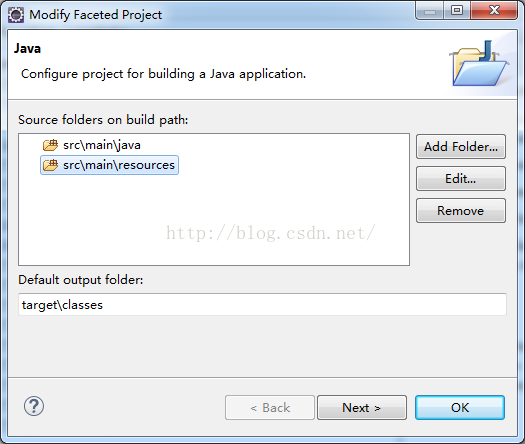 Modify Faceted Project
Java
Configure project for building a Java application.
Source folders on build path:
src\main\java
src\main\resources
Add Folder...
Edit...
Remove
http://blog.csdn.net/
Default output folder:
target\classes
?
< Back
Next >
OK